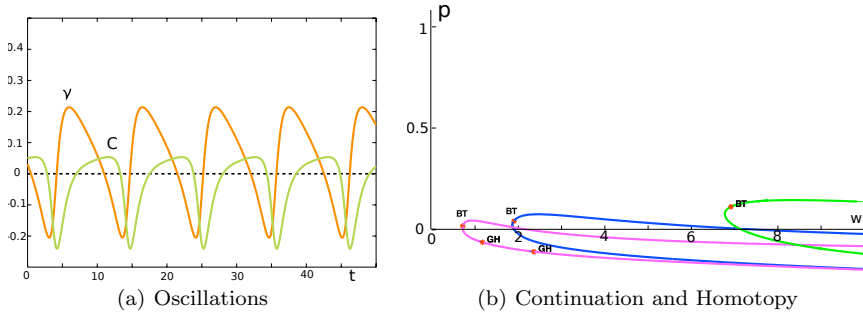 p
0.4
0.3
γ
0.2
0.1
C
0
-0.1
-0.2
0
10
20
30
40
t
1
0.5
BT
BT
BT
GH
GH
0
2
4
6
8
w
(a) Oscillations
(b) Continuation and Homotopy